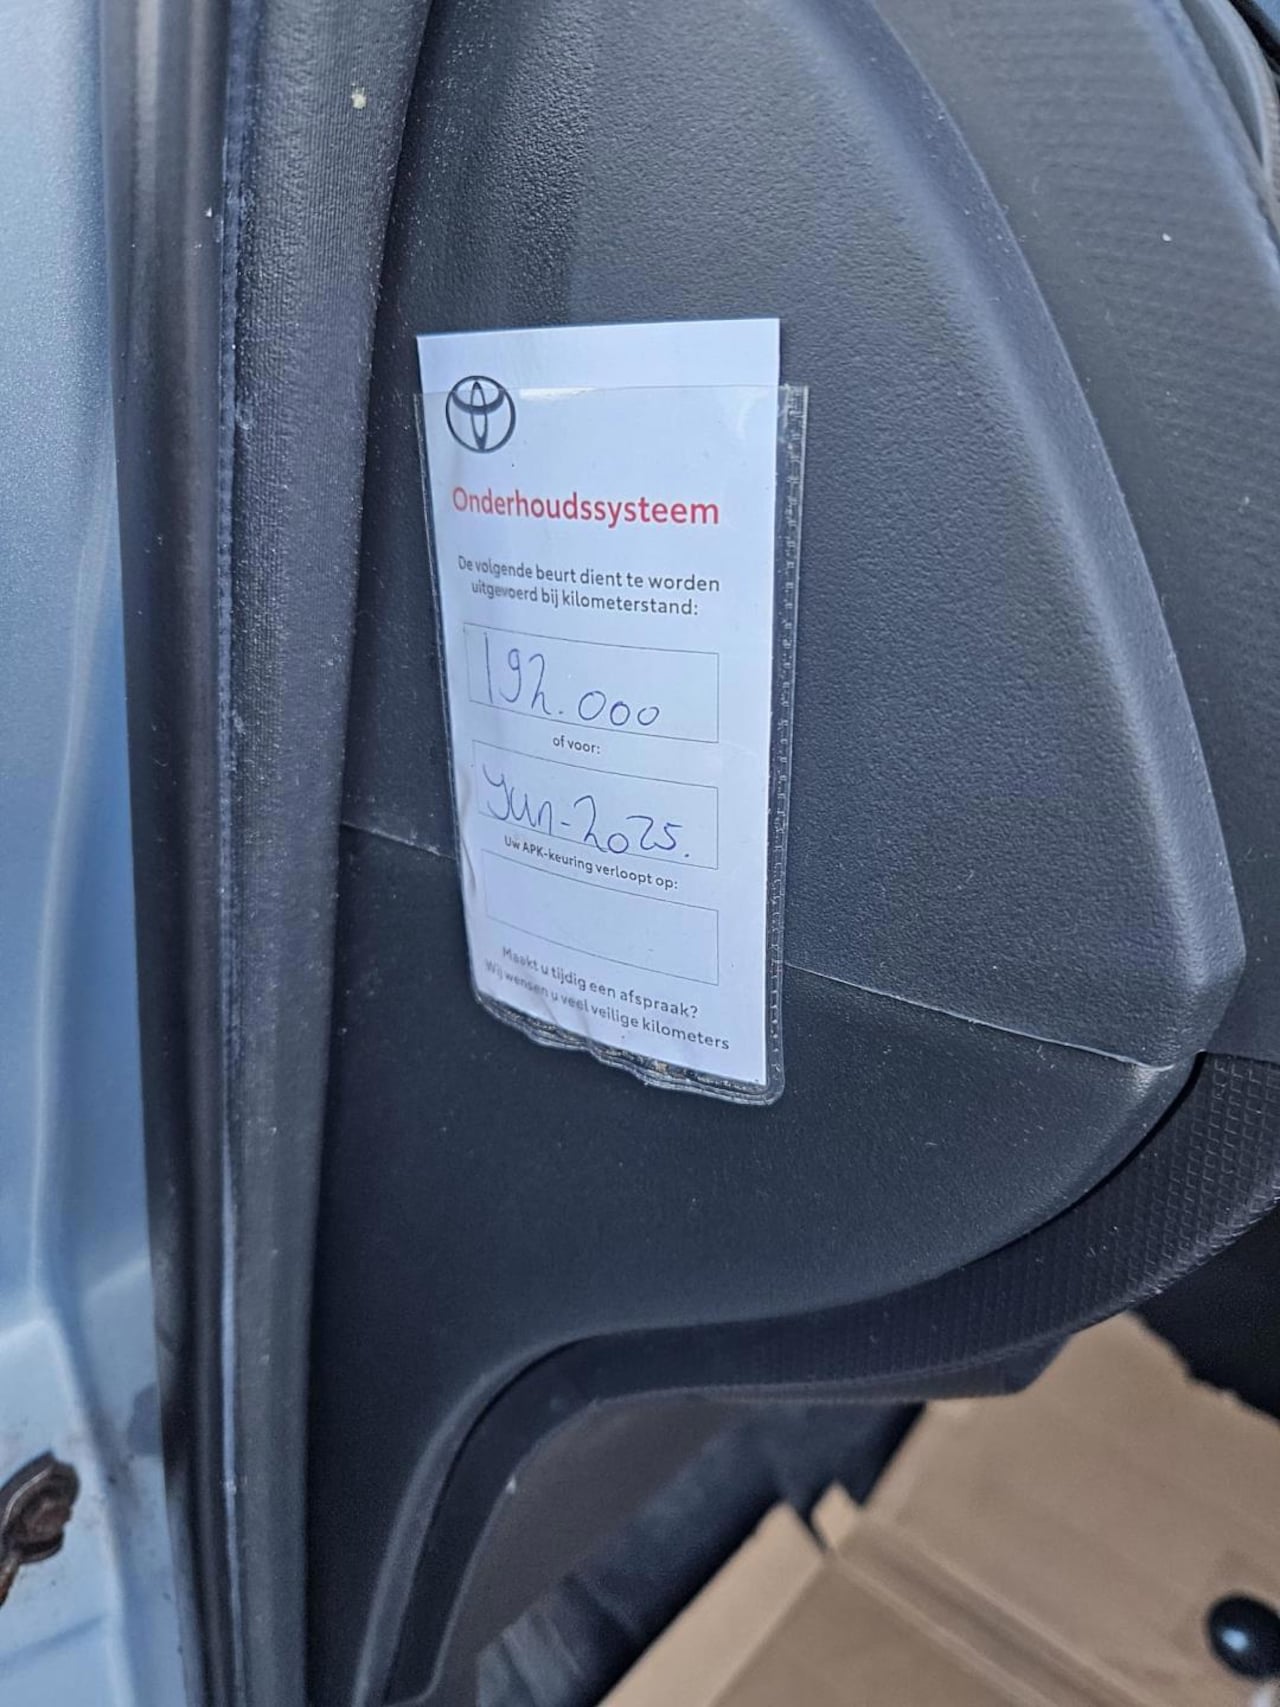 Onderhoudssysteem
De volgende beurt dient te worden
uitgevoerd bij kilometerstand:
192.000
of voor:
Jun-2025.
Uw APK-keuring verloopt op:
Maakt u tijdig een afspraak?
Wij wensen u veel veilige kilometers